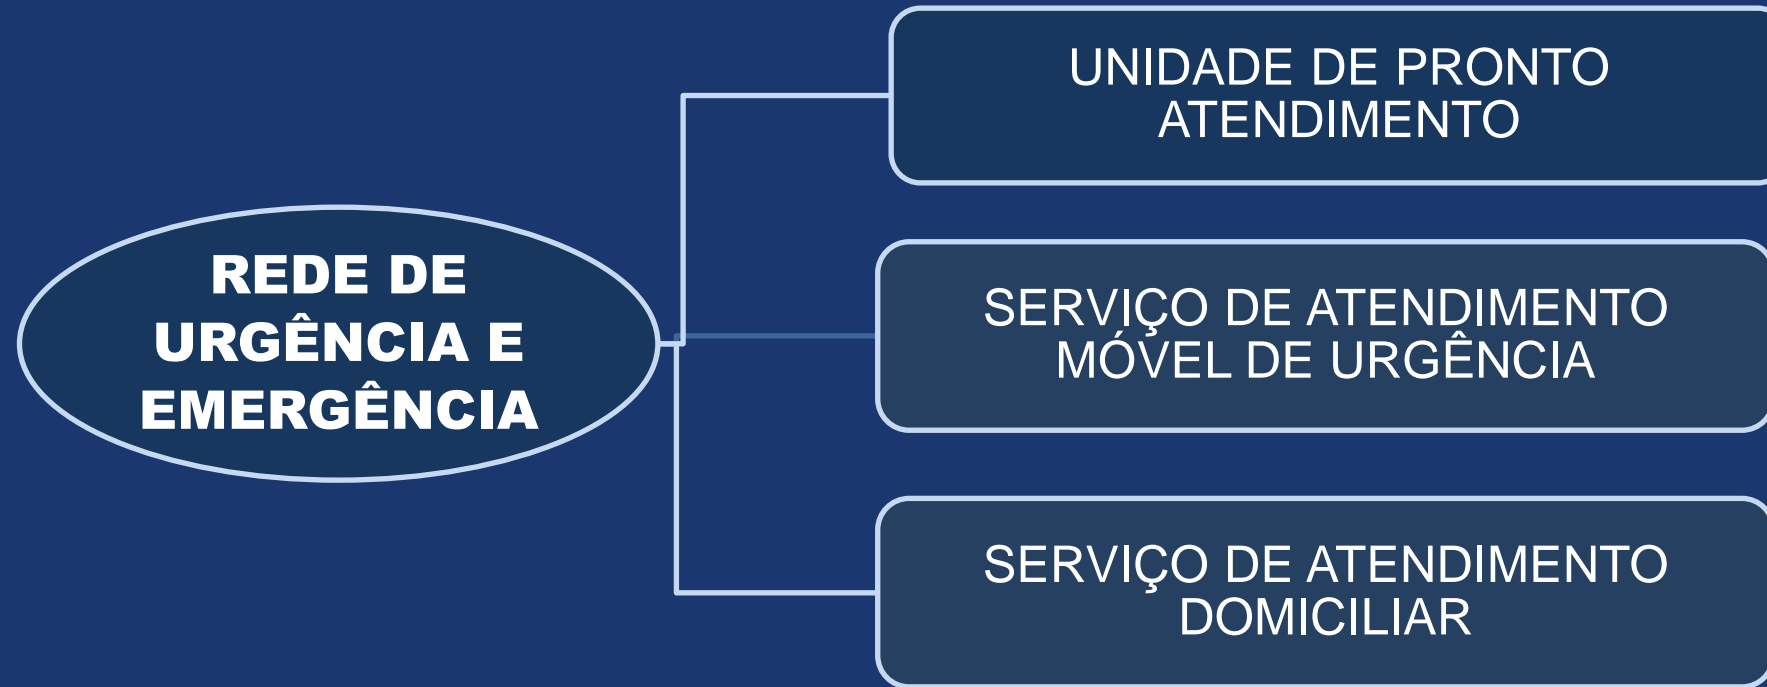 REDE DE
URGÊNCIA E
EMERGÊNCIA
UNIDADE DE PRONTO
ATENDIMENTO
SERVIÇO DE ATENDIMENTO
MÓVEL DE URGÊNCIA
SERVIÇO DE ATENDIMENTO
DOMICILIAR